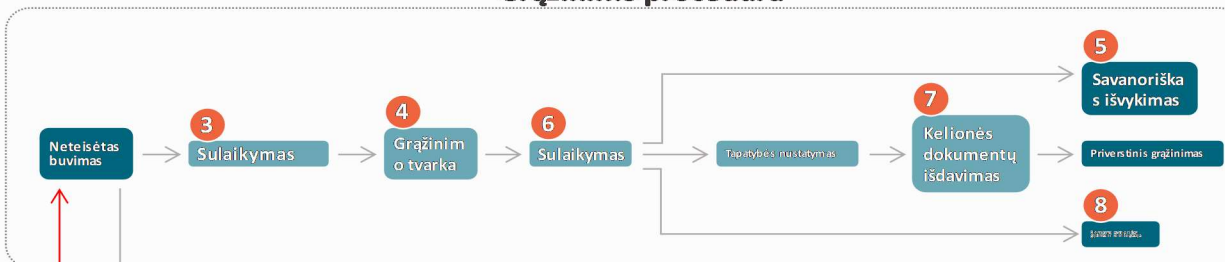 5
Savanoriška
s išvykimas
3
4
6
7
Neteisėtas
buvimas
Sulaikymas
Grąžinim
o tvarka
Sulaikymas
Tapatybės nustatymas
Kelionės
dokumentų
išdavimas
Priverstinis grąžinimas
8